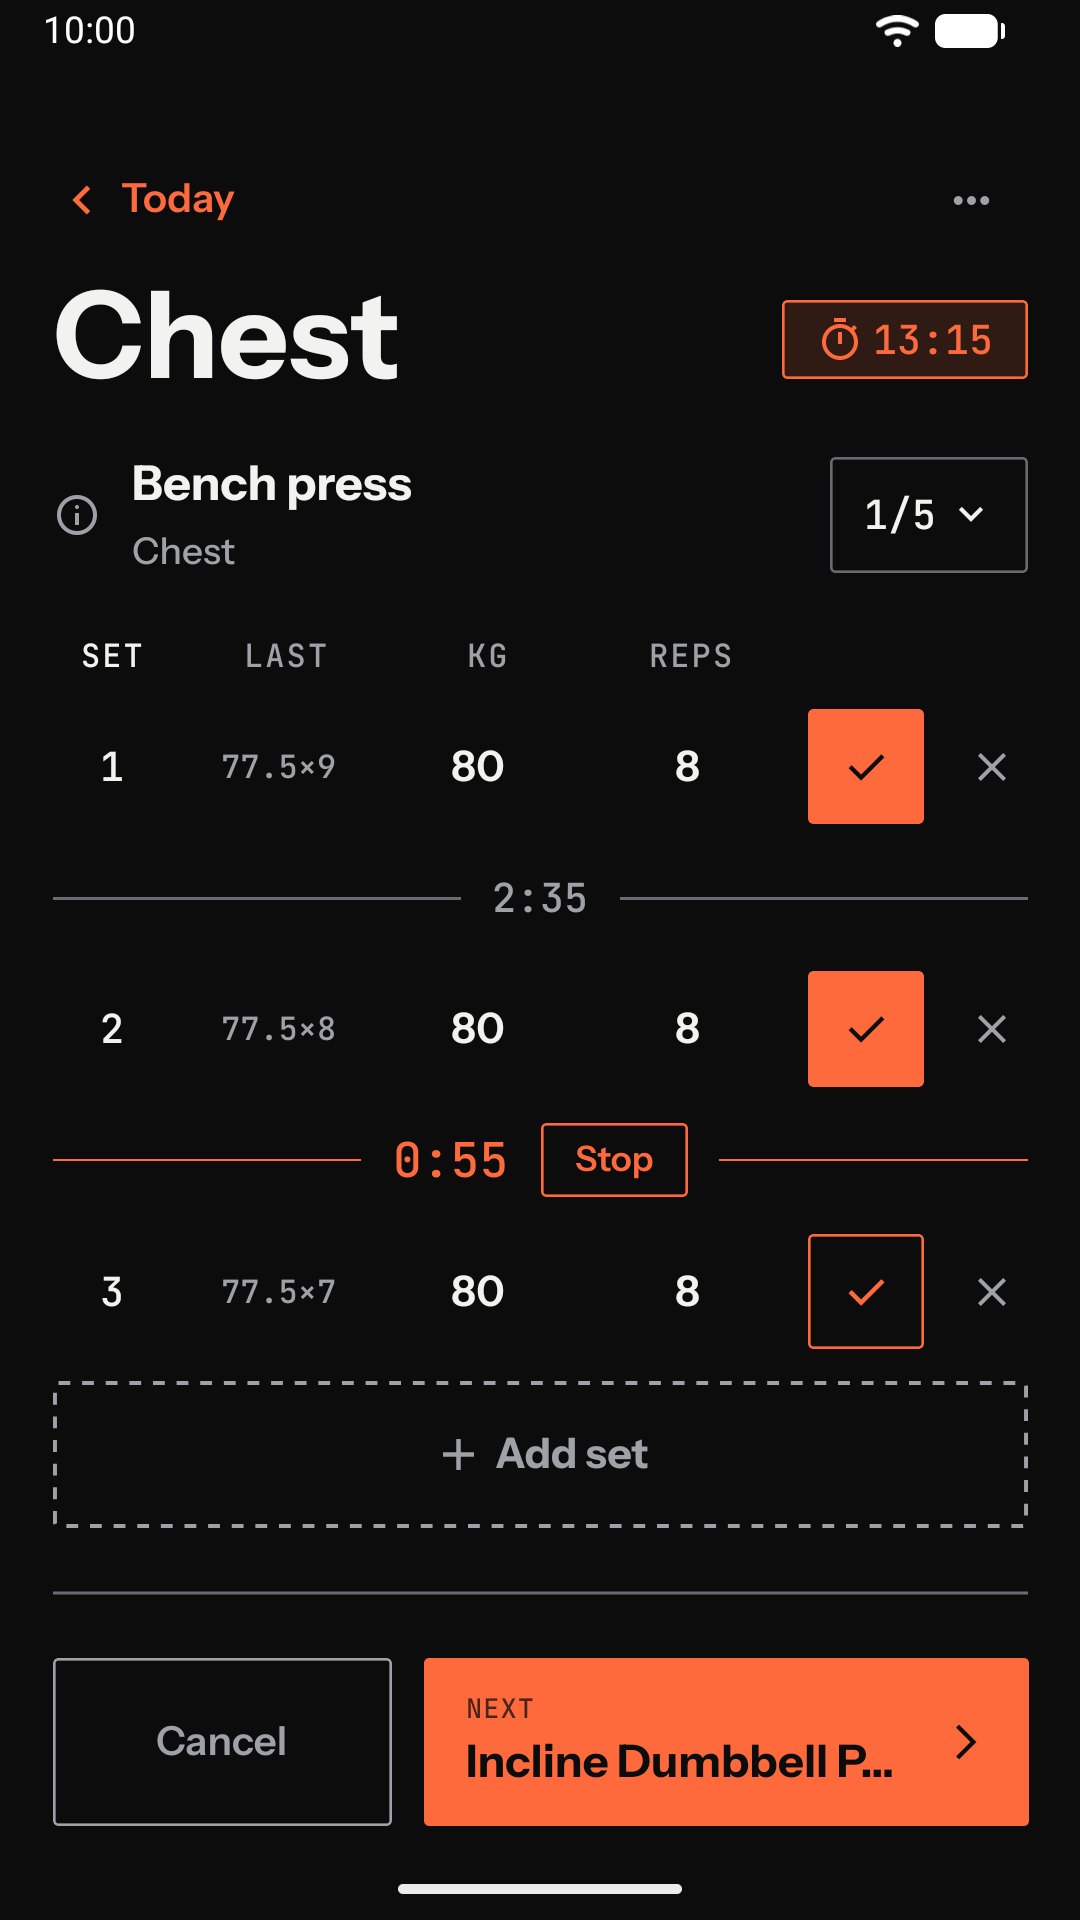 10:00
Today
Chest
13:15
Bench press
Chest
1/5
SET LAST KG REPS
1 77.5×9 80 8
2:35
2 77.5×8 80 8
0:55 Stop
3 77.5×7 80 8
+ Add set
Cancel
NEXT
Incline Dumbbell P...